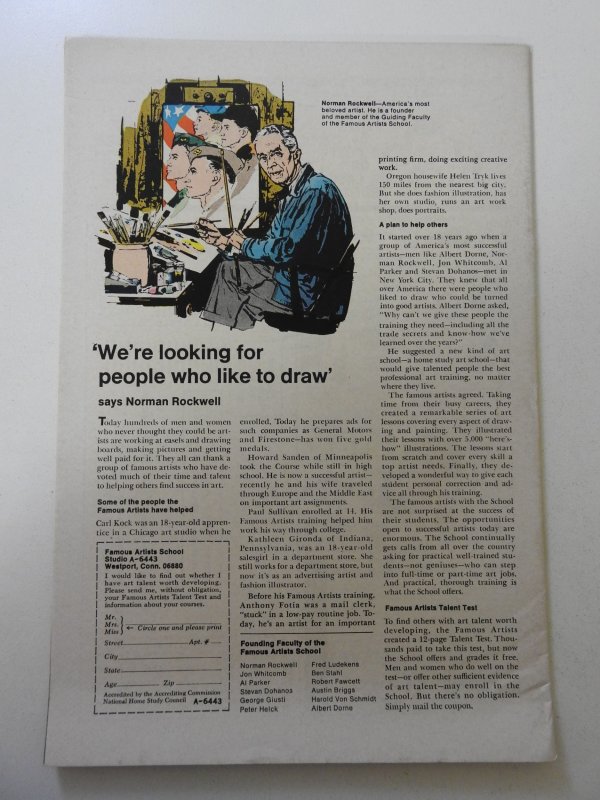 Norman Rockwell—America's most
beloved artist. He is a founder
and member of the Guiding Faculty
of the Famous Artists School.
'We're looking for
people who like to draw'
says Norman Rockwell
Today hundreds of men and women
who never thought they could be art-
ists are working at easels and drawing
boards, making pictures and getting
well paid for it. They all can thank a
group of famous artists who have de-
voted much of their time and talent
to helping others find success in art.
Some of the people the
Famous Artists have helped
Carl Kock was an 18-year-old appren-
tice in a Chicago art studio when he
enrolled. Today he prepares ads for
such companies as General Motors
and Firestone—has won five gold
medals.
Howard Sanden of Minneapolis
took the Course while still in high
school. He is now a successful artist—
recently he and his wife traveled
through Europe and the Middle East
on important art assignments.
Paul Sullivan enrolled at 14. His
Famous Artists training helped him
work his way through college.
Kathleen Gironda of Indiana,
Pennsylvania, was an 18-year-old
salesgirl in a department store. She
still works for a department store, but
now it's as an advertising artist and
fashion illustrator.
Before his Famous Artists training,
Anthony Fotia was a mail clerk,
"stuck" in a low-pay routine job. To-
day, he's an artist for an important
printing firm, doing exciting creative
work.
Oregon housewife Helen Tryk lives
150 miles from the nearest big city.
But she does fashion illustration, has
her own studio, runs an art work
shop, does portraits.
A plan to help others
It started over 18 years ago when a
group of America's most successful
artists—men like Albert Dorne, Nor-
man Rockwell, Jon Whitcomb, Al
Parker and Stevan Dohanos—met in
New York City. They knew that all
over America there were people who
liked to draw who could be turned
into good artists. Albert Dorne asked,
"Why can't we give these people the
training they need—including all the
trade secrets and know-how we've
learned over the years?"
He suggested a new kind of art
school—a home study art school—that
would give talented people the best
professional art training, no matter
where they live.
The famous artists agreed. Taking
time from their busy careers, they
created a remarkable series of art
lessons covering every aspect of draw-
ing and painting. They illustrated
their lessons with over 5,000 "here's-
how" illustrations. The lessons start
from scratch and cover every skill a
top artist needs. Finally, they de-
veloped a wonderful way to give each
student personal correction and ad-
vice all through his training.
The famous artists with the School
are not surprised at the success of
their students. The opportunities
open to successful artists today are
enormous. The School continually
gets calls from all over the country
asking for practical well-trained stu-
dents—not geniuses—who can step
into full-time or part-time art jobs.
And practical, thorough training is
what the School offers.
Famous Artists Talent Test
To find others with art talent worth
developing, the Famous Artists
created a 12-page Talent Test. Thou-
sands paid to take this test, but now
the School offers and grades it free.
Men and women who do well on the
test—or offer other sufficient evidence
of art talent—may enroll in the
School. But there's no obligation.
Simply mail the coupon.
Famous Artists School
Studio A-6443
Westport, Conn. 06880
I would like to find out whether I
have art talent worth developing.
Please send me, without obligation,
your Famous Artists Talent Test and
information about your courses.
Mr.
Mrs. ← Circle one and please print
Miss
Street Apt. #
City
State
Age Zip
Accredited by the Accrediting Commission
National Home Study Council A-6443
Founding Faculty of the
Famous Artists School
Norman Rockwell
Jon Whitcomb
Al Parker
Stevan Dohanos
George Giusti
Peter Helck
Fred Ludekens
Ben Stahl
Robert Fawcett
Austin Briggs
Harold Von Schmidt
Albert Dorne